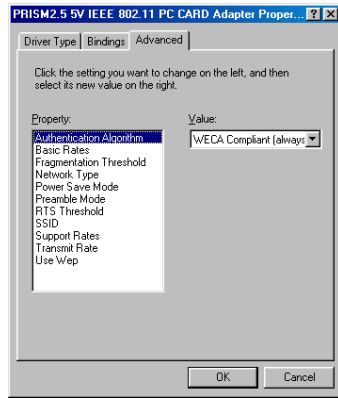 PRISM2.5 5V IEEE 802.11 PC CARD Adapter Proper...
Driver Type
Bindings
Advanced
Click the setting you want to change on the left, and then
select its new value on the right.
Property:
Value:
Authentication Algorithm
WECA Compliant (always
Basic Rates
Fragmentation Threshold
Network Type
Power Save Mode
Preamble Mode
RTS Threshold
SSID
Support Rates
Transmit Rate
Use Wep
OK
Cancel